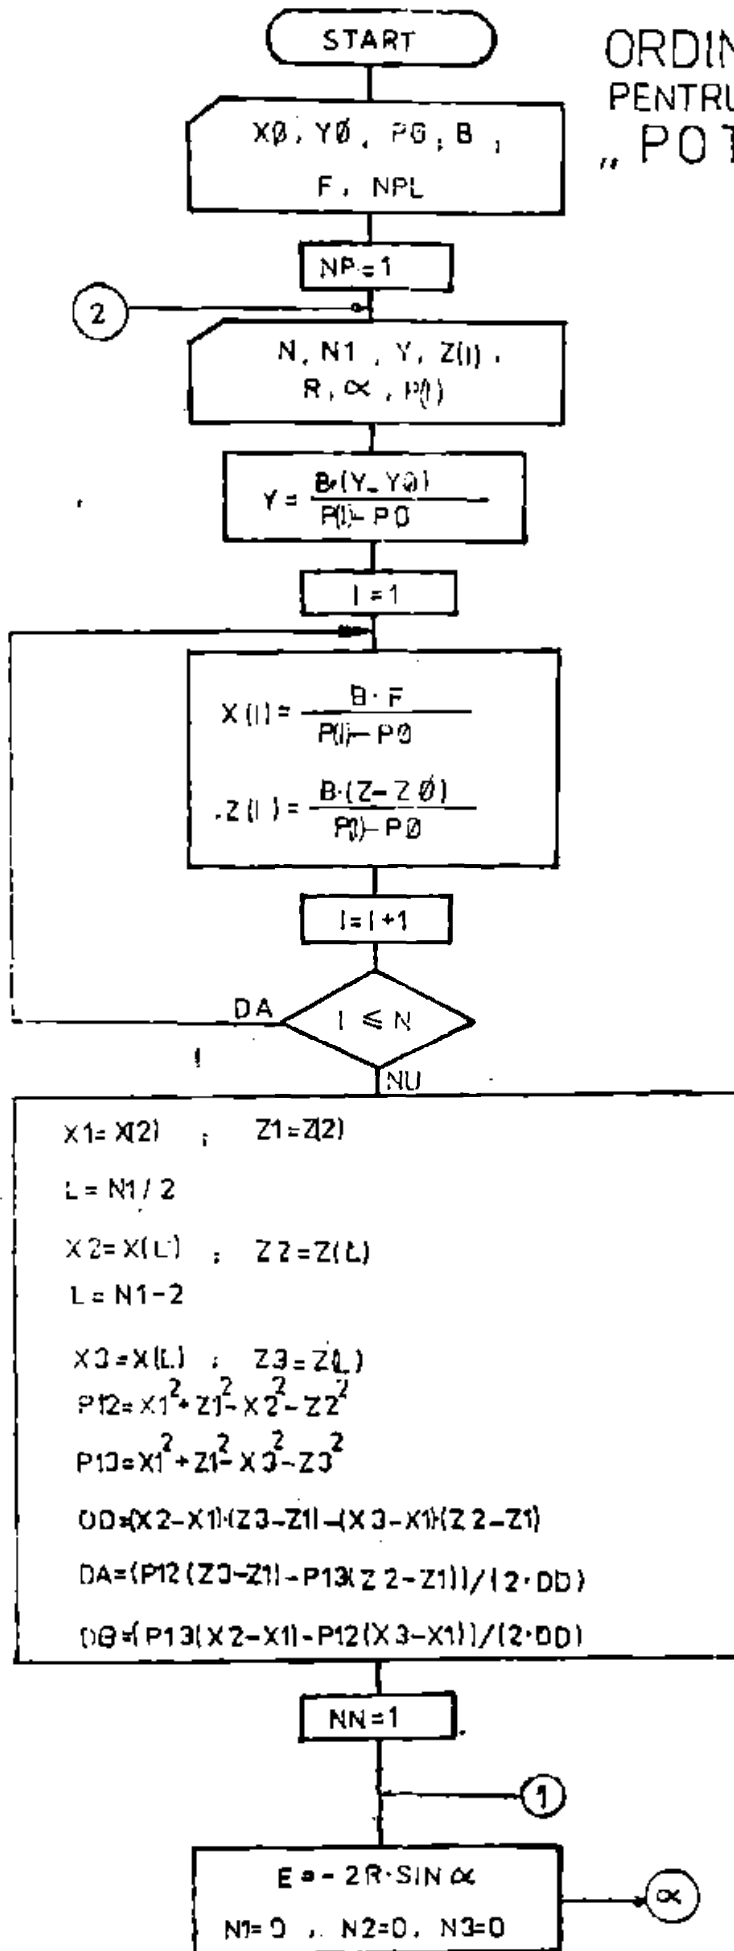 START
ORDIN
PENTRU
„ POT
XØ, YØ, PG, B,
F, NPL
NP=1
2
N, N1, Y, Z(I),
R, ∝, P(I)
Y = B·(Y-YØ)
P(I)-PØ
I=1
X(I) = B·F
P(I)-PØ
Z(I) = B·(Z-ZØ)
P(I)-PØ
I=I+1
DA
I ≤ N
NU
X1=X(2) ; Z1=Z(2)
L=N1/2
X2=X(L) ; Z2=Z(L)
L=N1-2
X3=X(L) ; Z3=Z(L)
P12=X1²+Z1²-X2²-Z2²
P13=X1²+Z1²-X3²-Z3²
DD=(X2-X1)·(Z3-Z1)-(X3-X1)·(Z2-Z1)
DA=(P12(Z3-Z1)-P13(Z2-Z1))/(2·DD)
DB=(P13(X2-X1)-P12(X3-X1))/(2·DD)
NN=1
1
E=-2R·SIN ∝
∝
N1=0, N2=0, N3=0